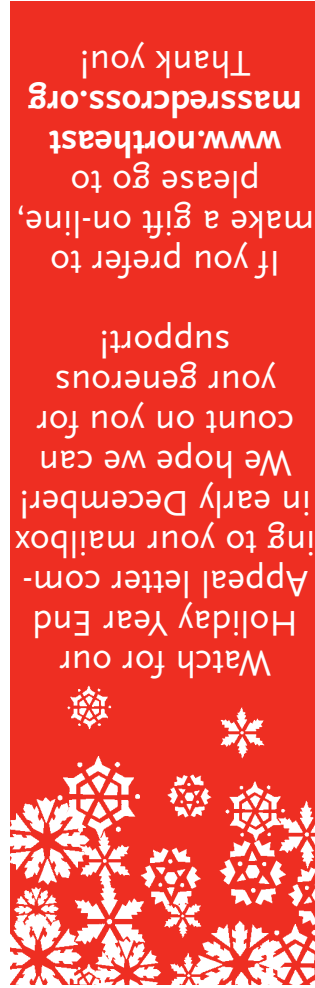 Watch for our
Holiday Year End
Appeal letter com-
ing to your mailbox
in early December!
We hope we can
count on you for
your generous
support!
If you prefer to
make a gift on-line,
please go to
www.northeast
massredcross.org
Thank you!